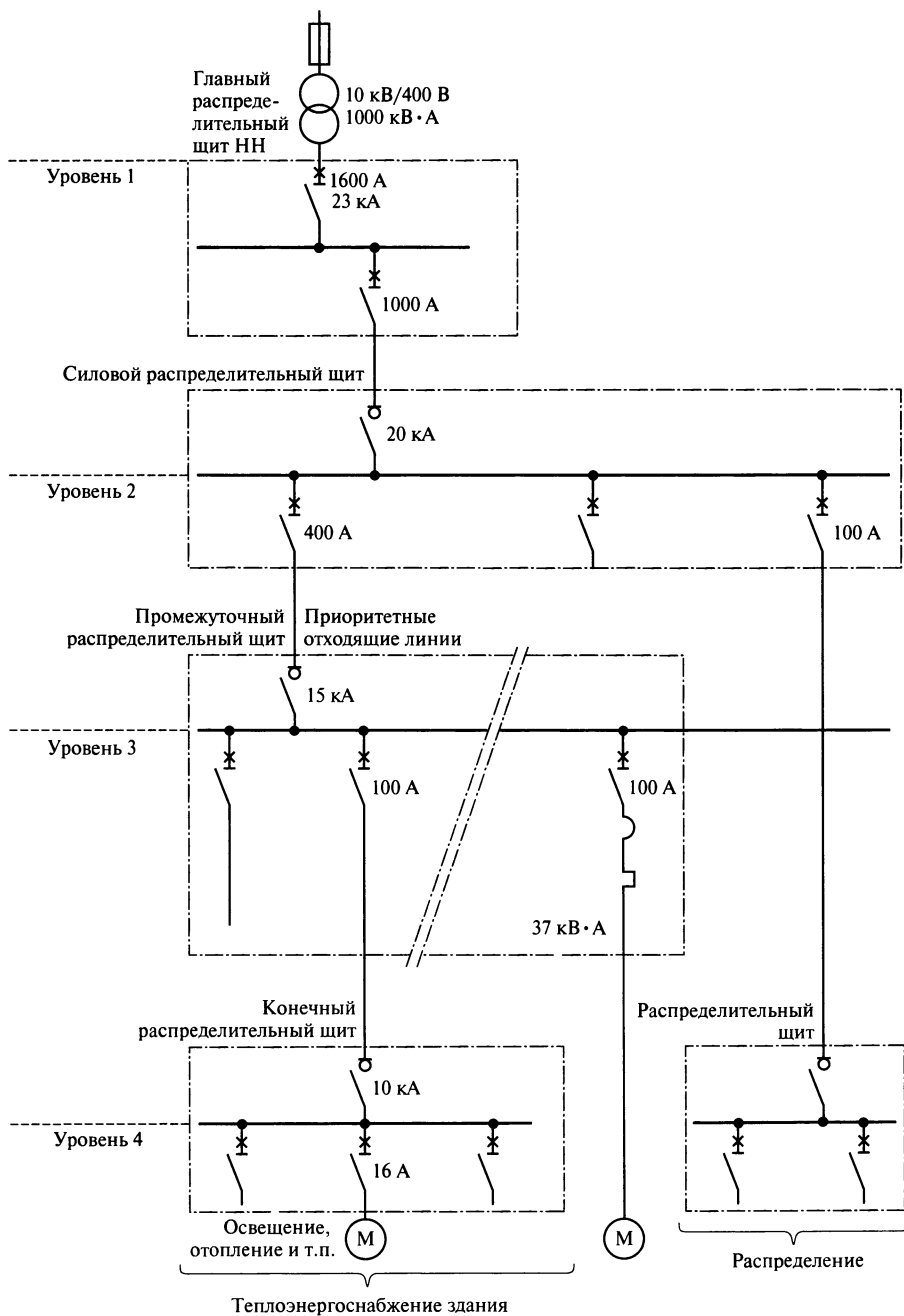 Главный
распреде-
лительный
щит НН
10 кВ/400 В
1000 кВ·А
Уровень 1
1600 А
23 кА
1000 А
Силовой распределительный щит
20 кА
Уровень 2
400 А
100 А
Промежуточный
распределительный щит
Приоритетные
отходящие линии
15 кА
Уровень 3
100 А
100 А
37 кВ·А
Конечный
распределительный щит
Распределительный
щит
10 кА
Уровень 4
16 А
Освещение,
отопление и т.п.
М
М
Распределение
Теплоэнергоснабжение здания